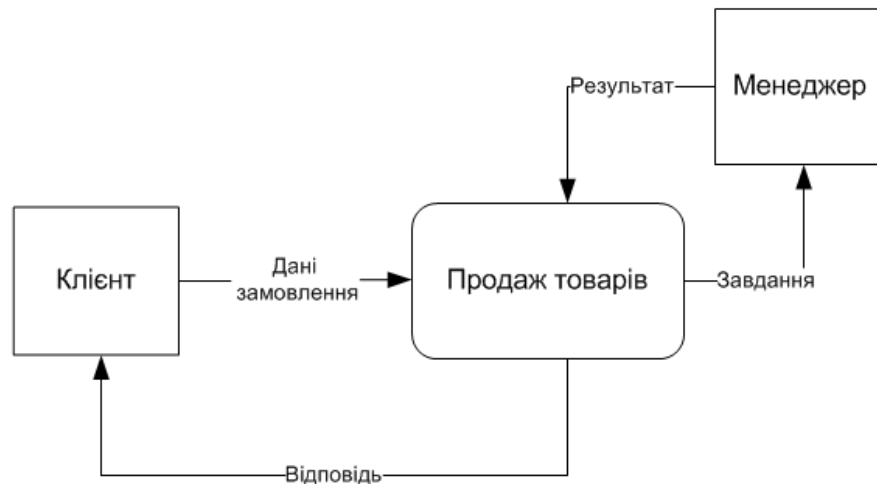 Результат
Менеджер
Клієнт
Дані
замовлення
Продаж товарів
Завдання
Відповідь